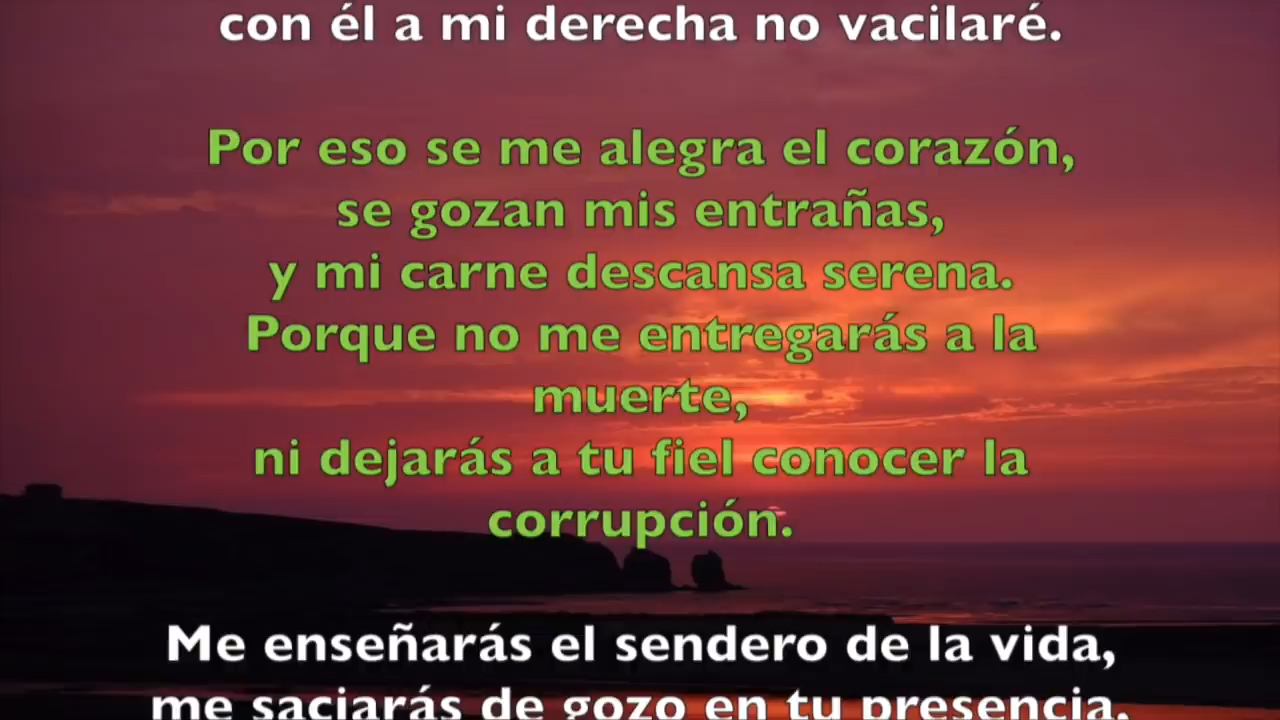 con él a mi derecha no vacilaré.
Por eso se me alegra el corazón,
se gozan mis entrañas,
y mi carne descansa serena.
Porque no me entregarás a la
muerte,
ni dejarás a tu fiel conocer la
corrupción.
Me enseñarás el sendero de la vida,
me saciarás de gozo en tu presencia,